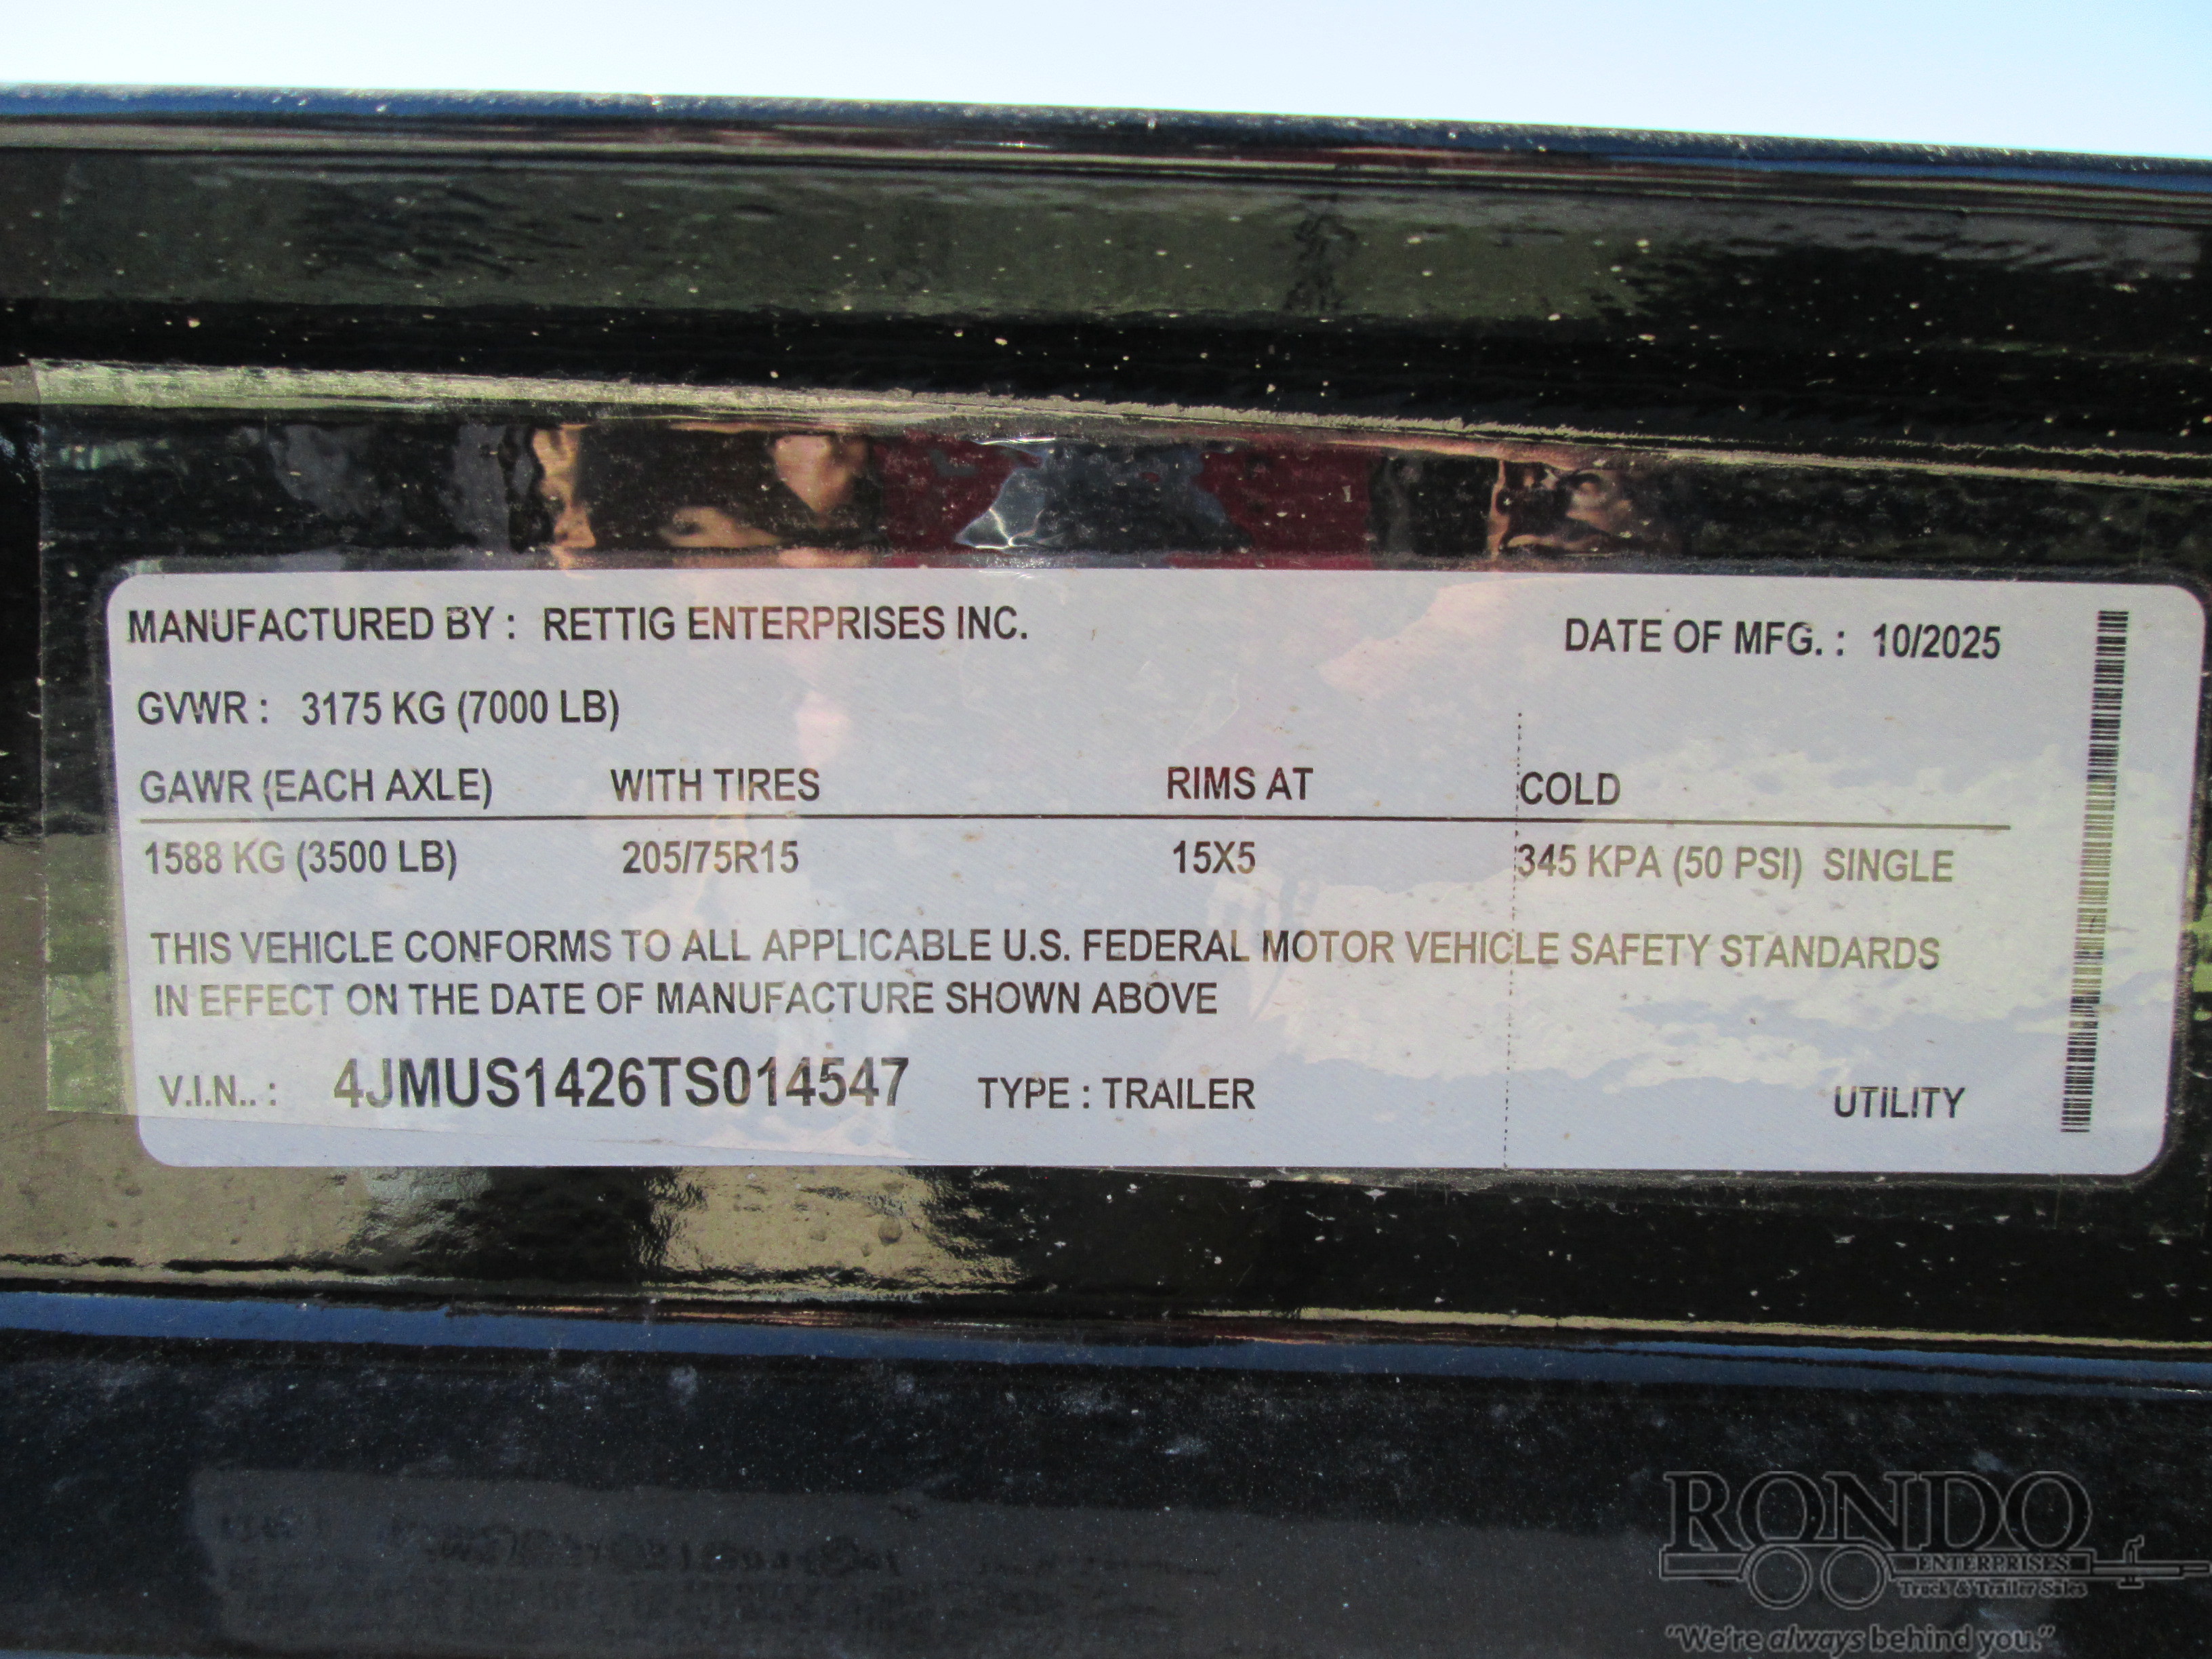 MANUFACTURED BY : RETTIG ENTERPRISES INC. DATE OF MFG. : 10/2025
GVWR : 3175 KG (7000 LB)
GAWR (EACH AXLE) WITH TIRES RIMS AT COLD
1588 KG (3500 LB) 205/75R15 15X5 345 KPA (50 PSI) SINGLE
THIS VEHICLE CONFORMS TO ALL APPLICABLE U.S. FEDERAL MOTOR VEHICLE SAFETY STANDARDS
IN EFFECT ON THE DATE OF MANUFACTURE SHOWN ABOVE
V.I.N.. : 4JMUS1426TS014547 TYPE : TRAILER UTILITY
RONDO
ENTERPRISES
Truck & Trailer Sales
"We're always behind you."